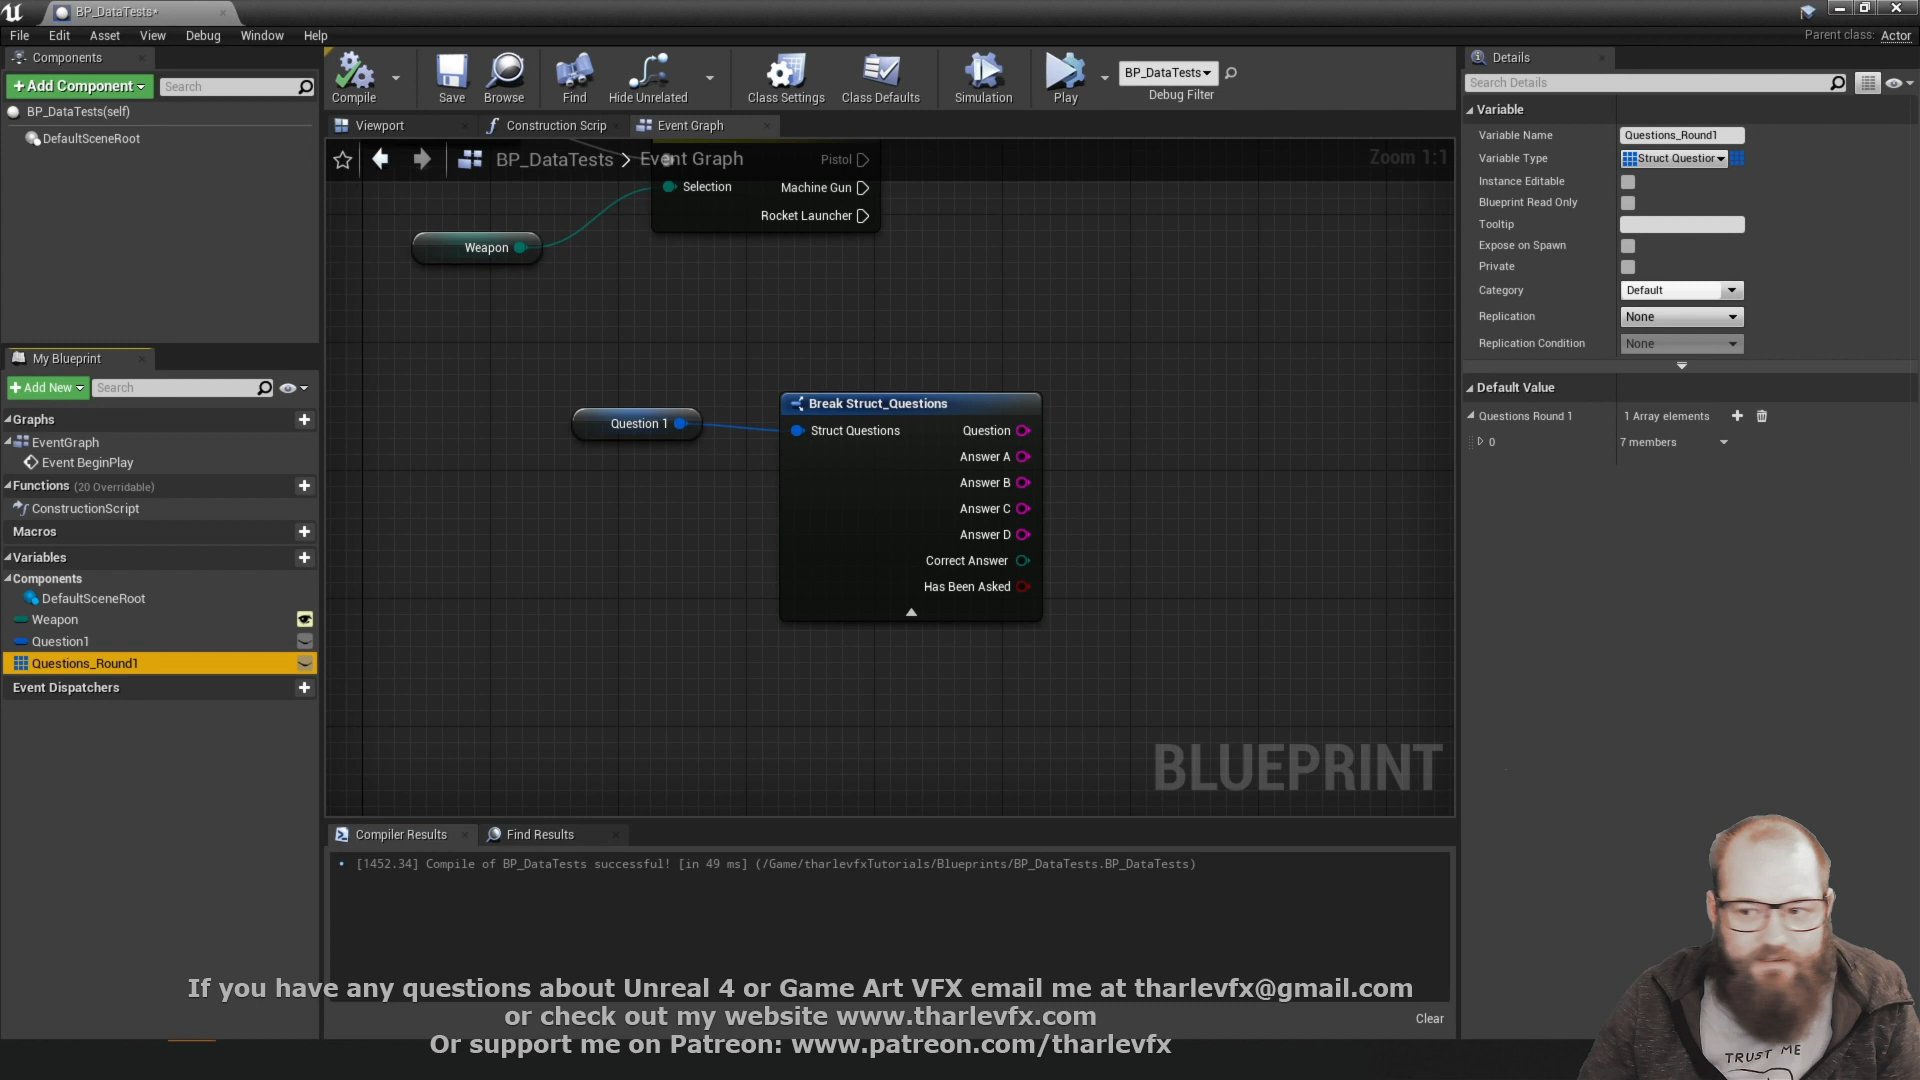 BP_DataTests*
File Edit Asset View Debug Window Help
Parent class: Actor
Components
+Add Component
Search
BP_DataTests(self)
DefaultSceneRoot
Compile
Save
Browse
Find
Hide Unrelated
Class Settings
Class Defaults
Simulation
Play
BP_DataTests
Debug Filter
Viewport
Construction Scrip
Event Graph
BP_DataTests > Event Graph
Zoom 1:1
Pistol
Selection
Machine Gun
Rocket Launcher
Weapon
Question 1
Break Struct_Questions
Struct Questions
Question
Answer A
Answer B
Answer C
Answer D
Correct Answer
Has Been Asked
BLUEPRINT
My Blueprint
+Add New
Search
Graphs
EventGraph
Event BeginPlay
Functions (20 Overridable)
ConstructionScript
Macros
Variables
Components
DefaultSceneRoot
Weapon
Question1
Questions_Round1
Event Dispatchers
Compiler Results
Find Results
[1452.34] Compile of BP_DataTests successful! [in 49 ms] (/Game/tharlevfxTutorials/Blueprints/BP_DataTests.BP_DataTests)
Clear
Details
Search Details
Variable
Variable Name Questions_Round1
Variable Type Struct Question
Instance Editable
Blueprint Read Only
Tooltip
Expose on Spawn
Private
Category Default
Replication None
Replication Condition None
Default Value
Questions Round 1 1 Array elements
0 7 members
If you have any questions about Unreal 4 or Game Art VFX email me at tharlevfx@gmail.com
or check out my website www.tharlevfx.com
Or support me on Patreon: www.patreon.com/tharlevfx
TRUST ME